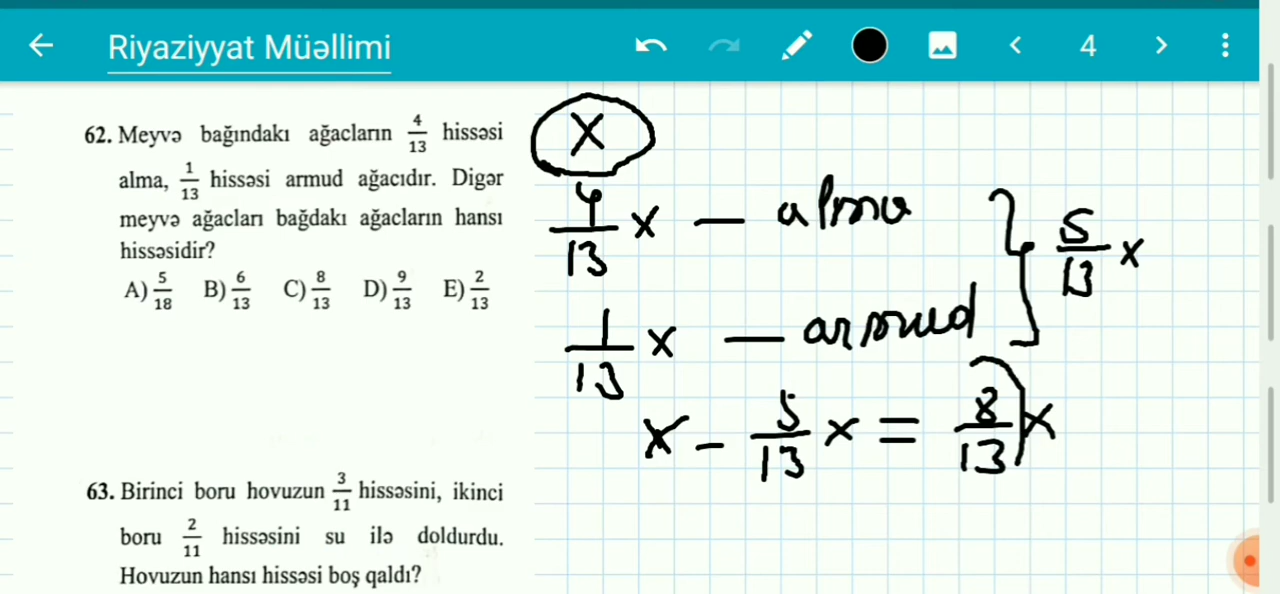 Riyaziyyat Müəllimi
4
62. Meyvə bağındakı ağacların 4/13 hissəsi
alma, 1/13 hissəsi armud ağacıdır. Digər
meyvə ağacları bağdakı ağacların hansı
hissəsidir?
A) 5/18 B) 6/13 C) 8/13 D) 9/13 E) 2/13
63. Birinci boru hovuzun 3/11 hissəsini, ikinci
boru 2/11 hissəsini su ilə doldurdu.
Hovuzun hansı hissəsi boş qaldı?
x
4/13 x — alma
5/13 x
1/13 x — armud
x - 5/13 x = 8/13 x